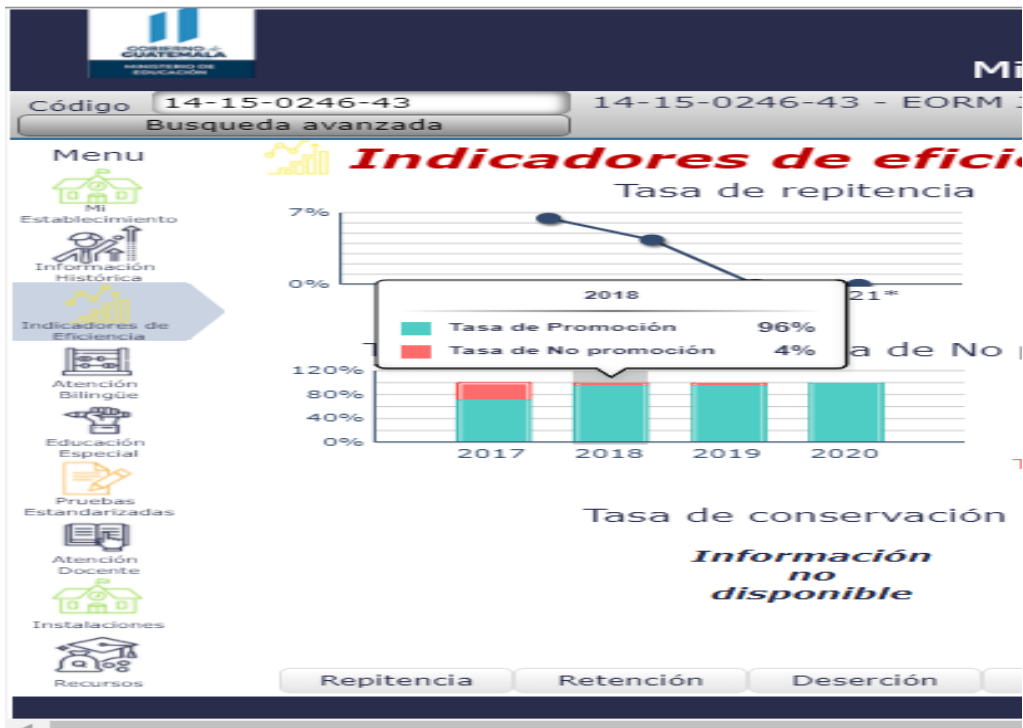 GOBIERNO de
GUATEMALA
MINISTERIO DE
EDUCACIÓN
Mi
Código 14-15-0246-43 14-15-0246-43 - EORM
Busqueda avanzada
Menu
Mi
Establecimiento
Información
Histórica
Indicadores de
Eficiencia
Atención
Bilingüe
Educación
Especial
Pruebas
Estandarizadas
Atención
Docente
Instalaciones
Recursos
Indicadores de efici
Tasa de repitencia
7%
0%
21*
2018
Tasa de Promoción 96%
Tasa de No promoción 4%
T a de No p
120%
80%
40%
0%
2017 2018 2019 2020
T
Tasa de conservación
Información
no
disponible
Repitencia Retención Deserción